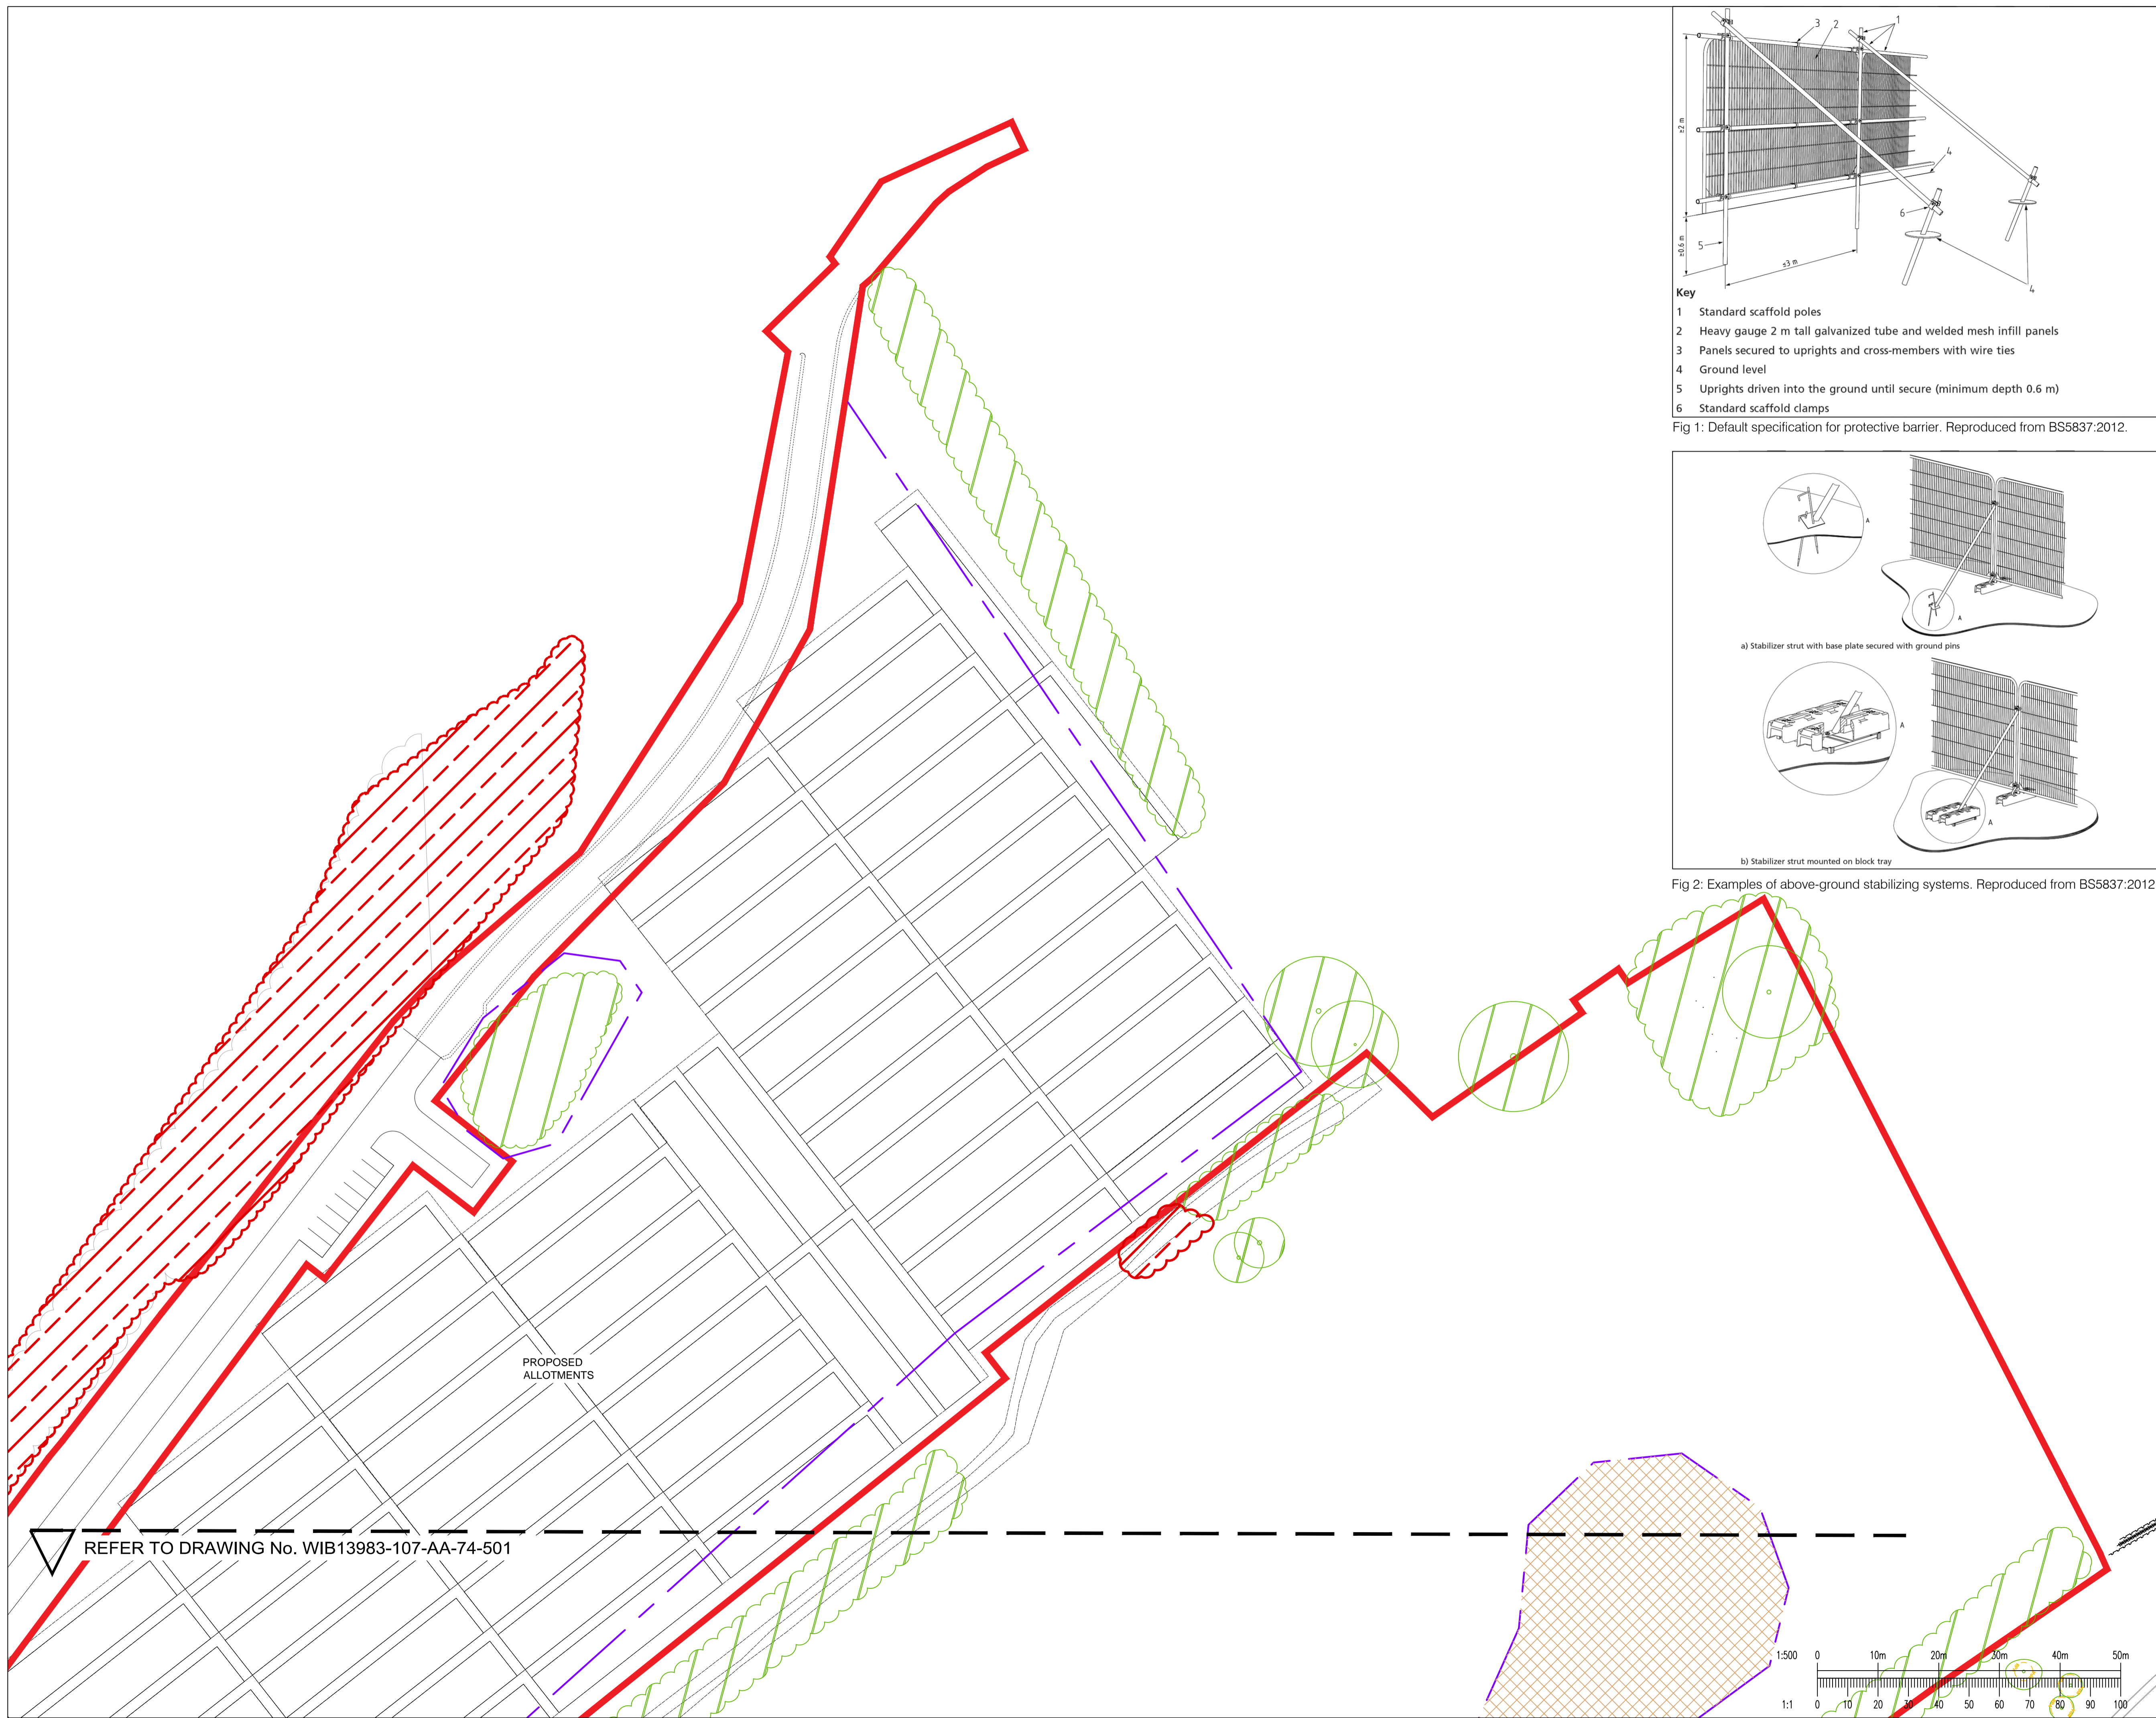 1
2
3
4
6
5
4
≥2 m
≥0.6 m
≤3 m
Key
1 Standard scaffold poles
2 Heavy gauge 2 m tall galvanized tube and welded mesh infill panels
3 Panels secured to uprights and cross-members with wire ties
4 Ground level
5 Uprights driven into the ground until secure (minimum depth 0.6 m)
6 Standard scaffold clamps
Fig 1: Default specification for protective barrier. Reproduced from BS5837:2012.
A
A
a) Stabilizer strut with base plate secured with ground pins
A
A
b) Stabilizer strut mounted on block tray
Fig 2: Examples of above-ground stabilizing systems. Reproduced from BS5837:2012
PROPOSED
ALLOTMENTS
REFER TO DRAWING No. WIB13983-107-AA-74-501
1:500 0 10m 20m 30m 40m 50m
1:1 0 10 20 30 40 50 60 70 80 90 100